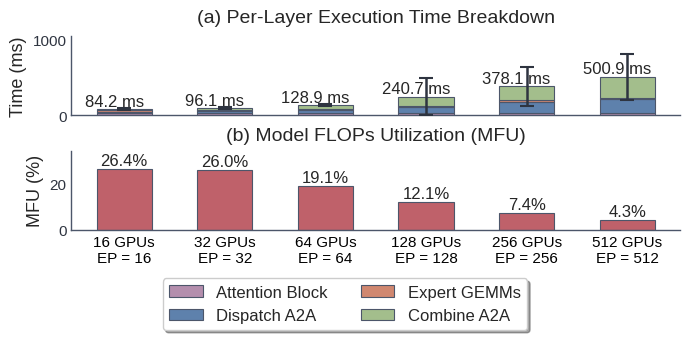 (a) Per-Layer Execution Time Breakdown
Time (ms)
1000
0
84.2 ms
96.1 ms
128.9 ms
240.7 ms
378.1 ms
500.9 ms
(b) Model FLOPs Utilization (MFU)
MFU (%)
20
0
26.4%
26.0%
19.1%
12.1%
7.4%
4.3%
16 GPUs
EP = 16
32 GPUs
EP = 32
64 GPUs
EP = 64
128 GPUs
EP = 128
256 GPUs
EP = 256
512 GPUs
EP = 512
Attention Block
Dispatch A2A
Expert GEMMs
Combine A2A